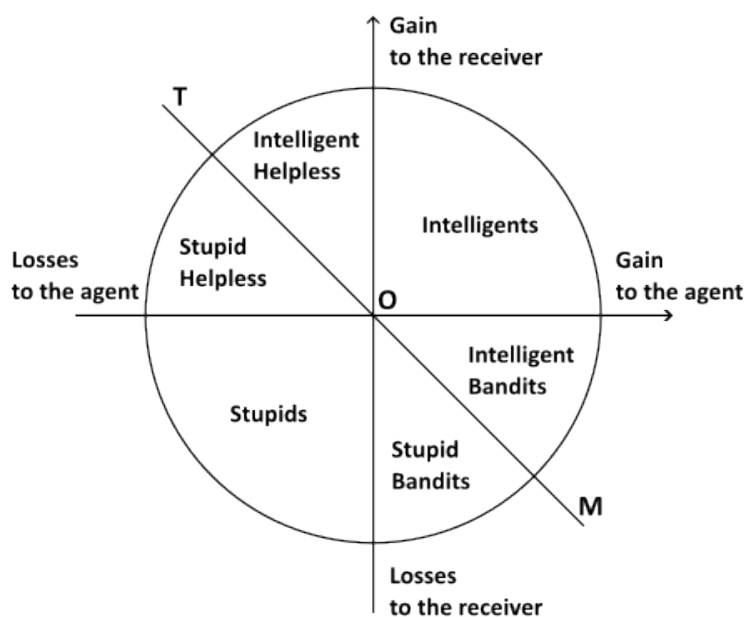 Gain
to the receiver
T
Intelligent
Helpless
Intelligents
Stupid
Helpless
Losses
to the agent
Gain
to the agent
O
Intelligent
Bandits
Stupids
Stupid
Bandits
M
Losses
to the receiver